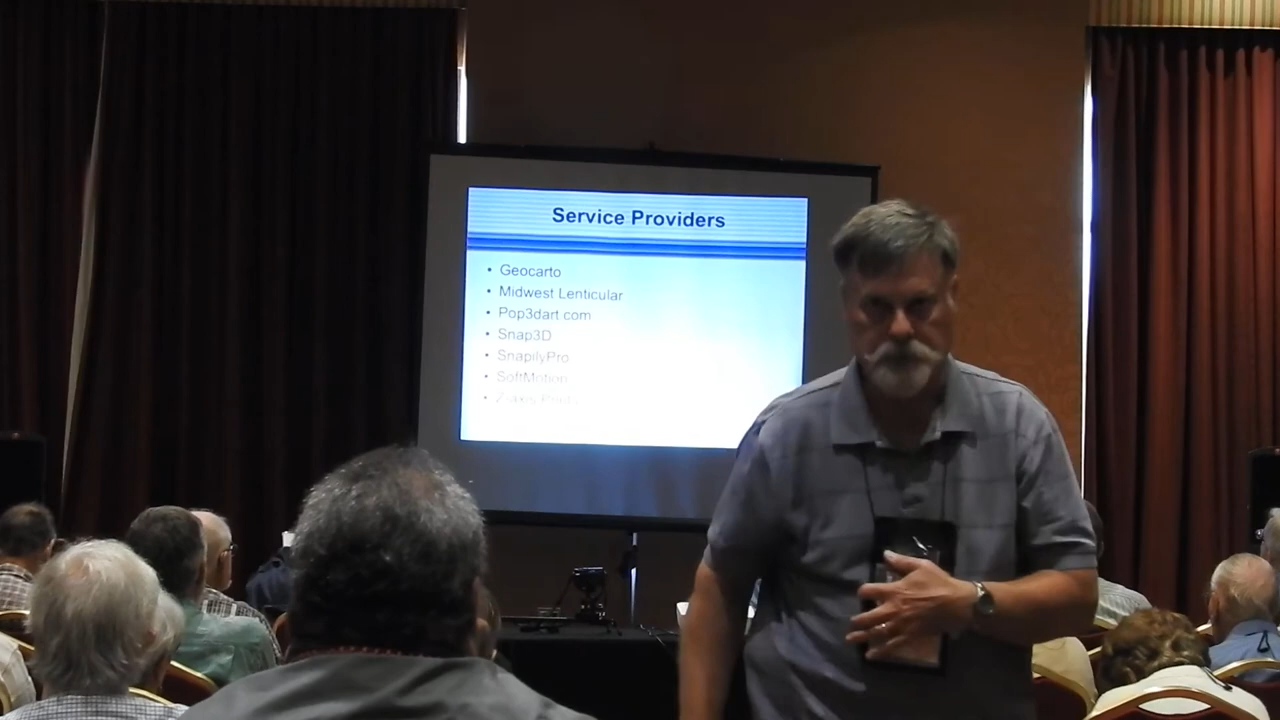 Service Providers
• Geocarto
• Midwest Lenticular
• Pop3dart.com
• Snap3D
• SnapilyPro
• SoftMotion